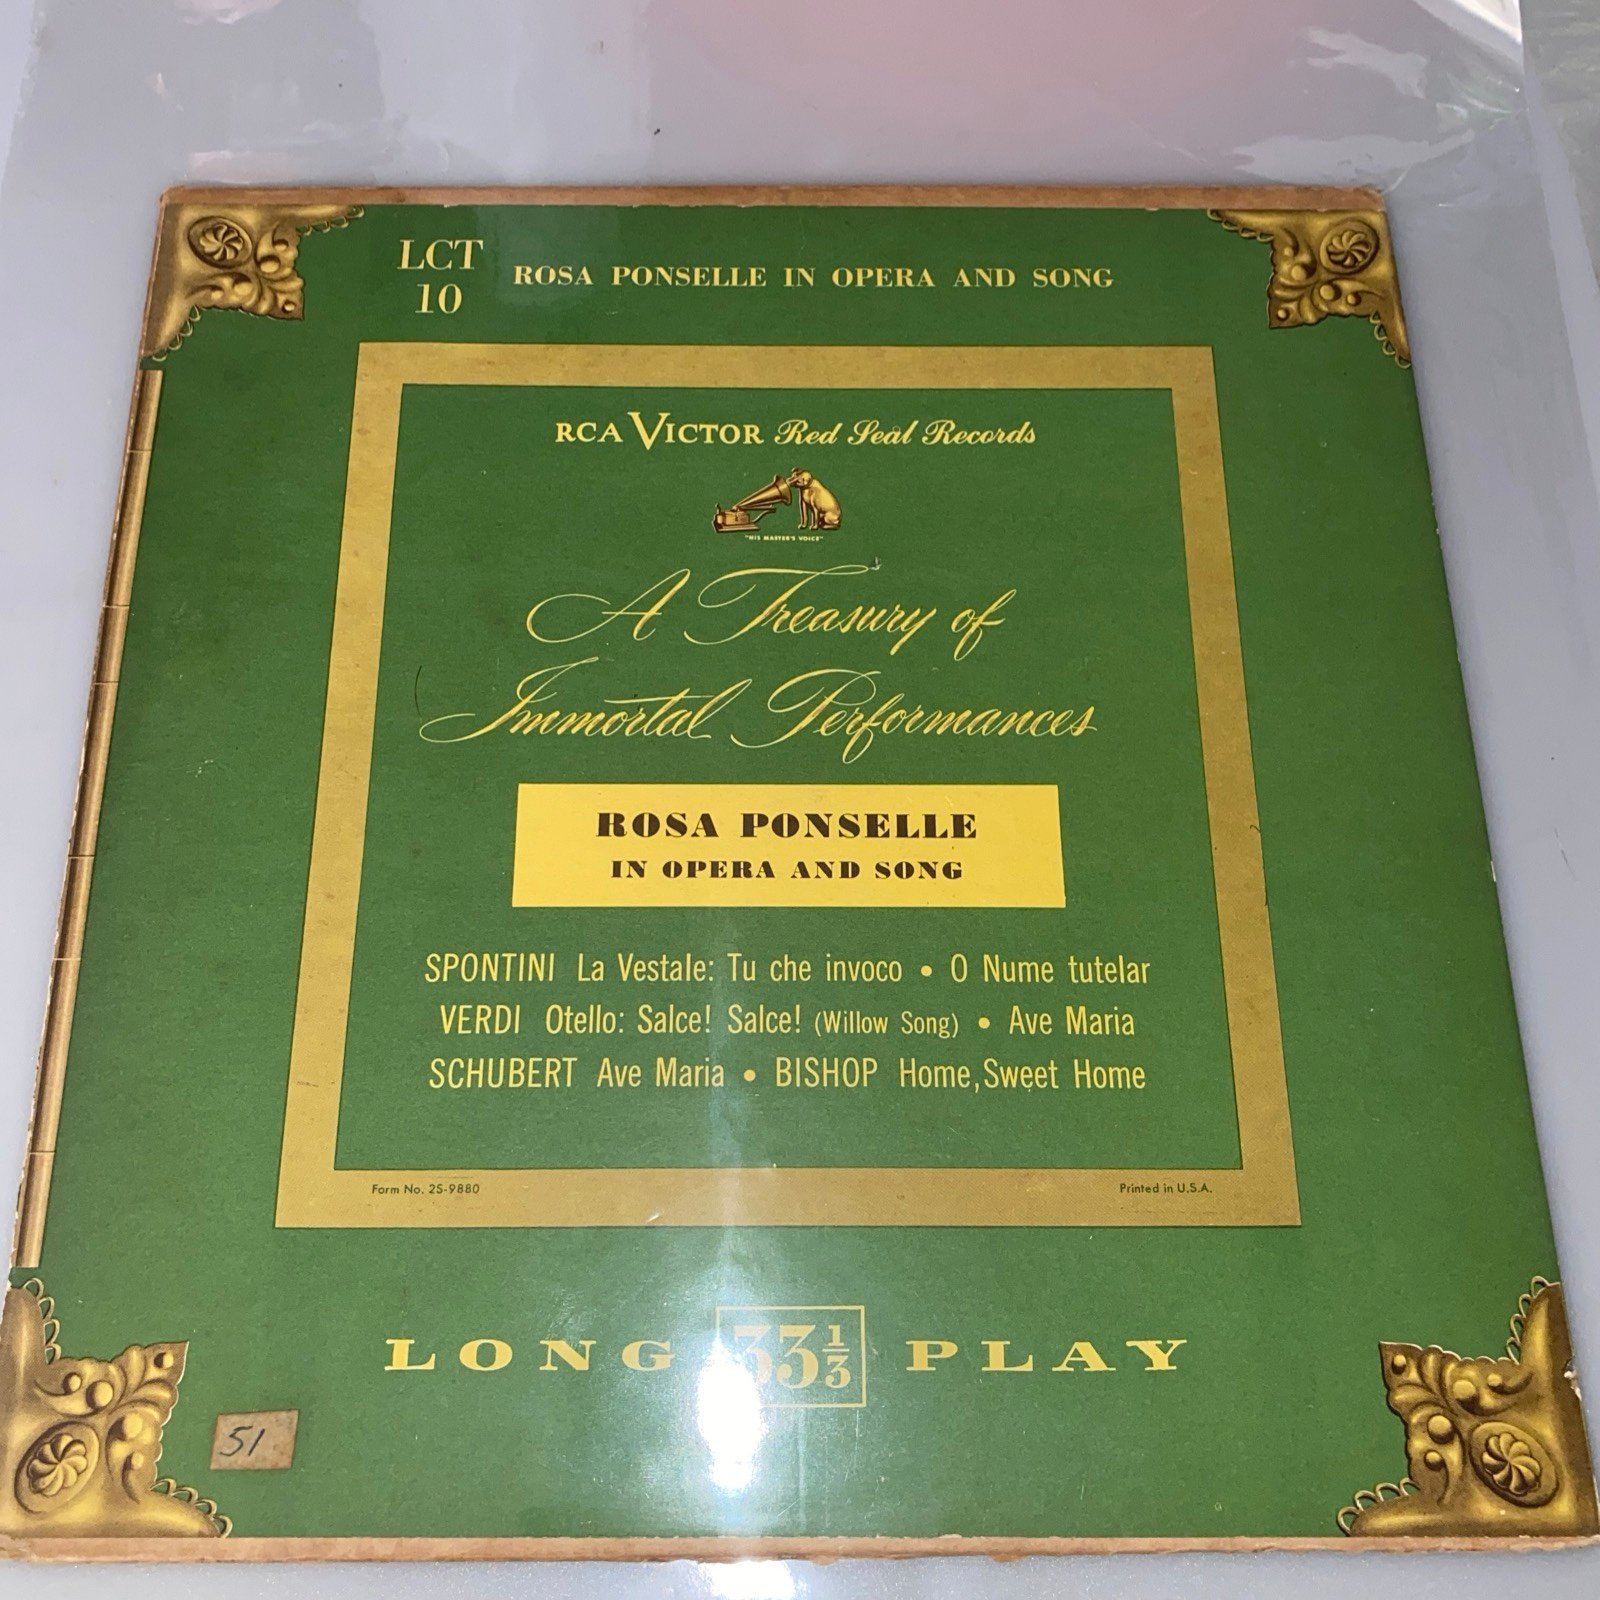 LCT
10
ROSA PONSELLE IN OPERA AND SONG
RCA VICTOR Red Seal Records
"HIS MASTER'S VOICE"
A Treasury of
Immortal Performances
ROSA PONSELLE
IN OPERA AND SONG
SPONTINI La Vestale: Tu che invoco • O Nume tutelar
VERDI Otello: Salce! Salce! (Willow Song) • Ave Maria
SCHUBERT Ave Maria • BISHOP Home, Sweet Home
Form No. 2S-9880
Printed in U.S.A.
LONG 33 1/3 PLAY
51